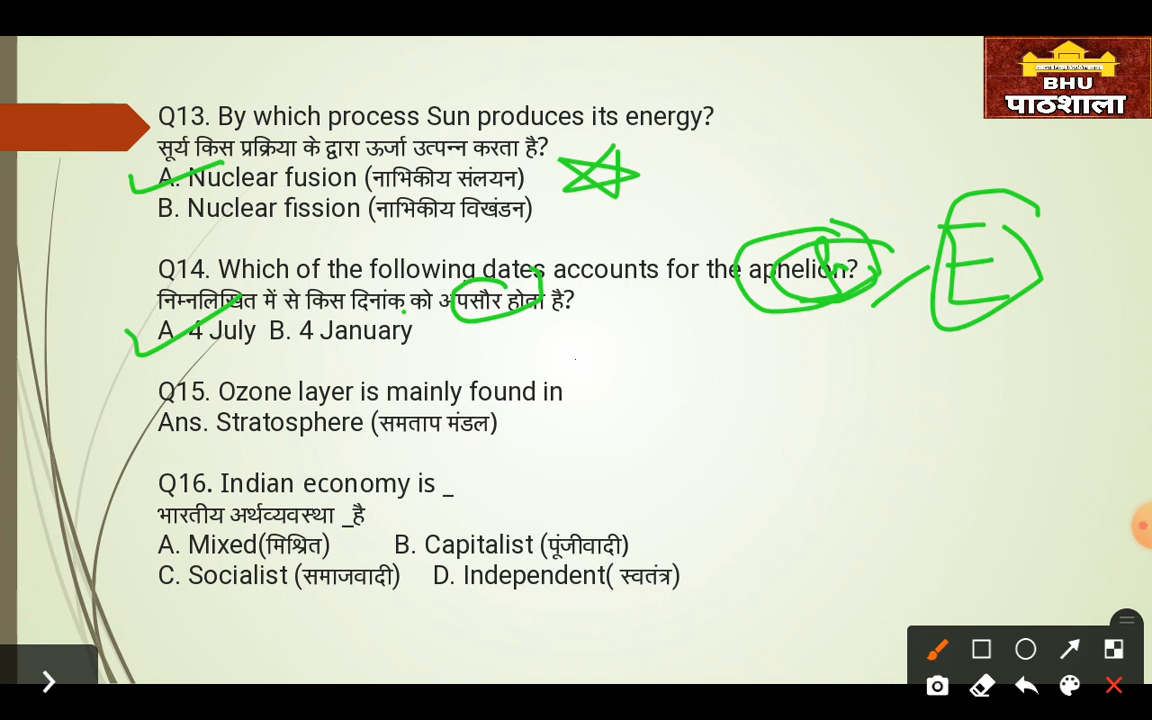 BHU
पाठशाला
Q13. By which process Sun produces its energy?
सूर्य किस प्रक्रिया के द्वारा ऊर्जा उत्पन्न करता है?
A. Nuclear fusion (नाभिकीय संलयन)
B. Nuclear fission (नाभिकीय विखंडन)
Q14. Which of the following dates accounts for the aphelion?
निम्नलिखित में से किस दिनांक को अपसौर होता है?
A. 4 July B. 4 January
Q15. Ozone layer is mainly found in
Ans. Stratosphere (समताप मंडल)
Q16. Indian economy is _
भारतीय अर्थव्यवस्था _है
A. Mixed(मिश्रित) B. Capitalist (पूंजीवादी)
C. Socialist (समाजवादी) D. Independent( स्वतंत्र)
E